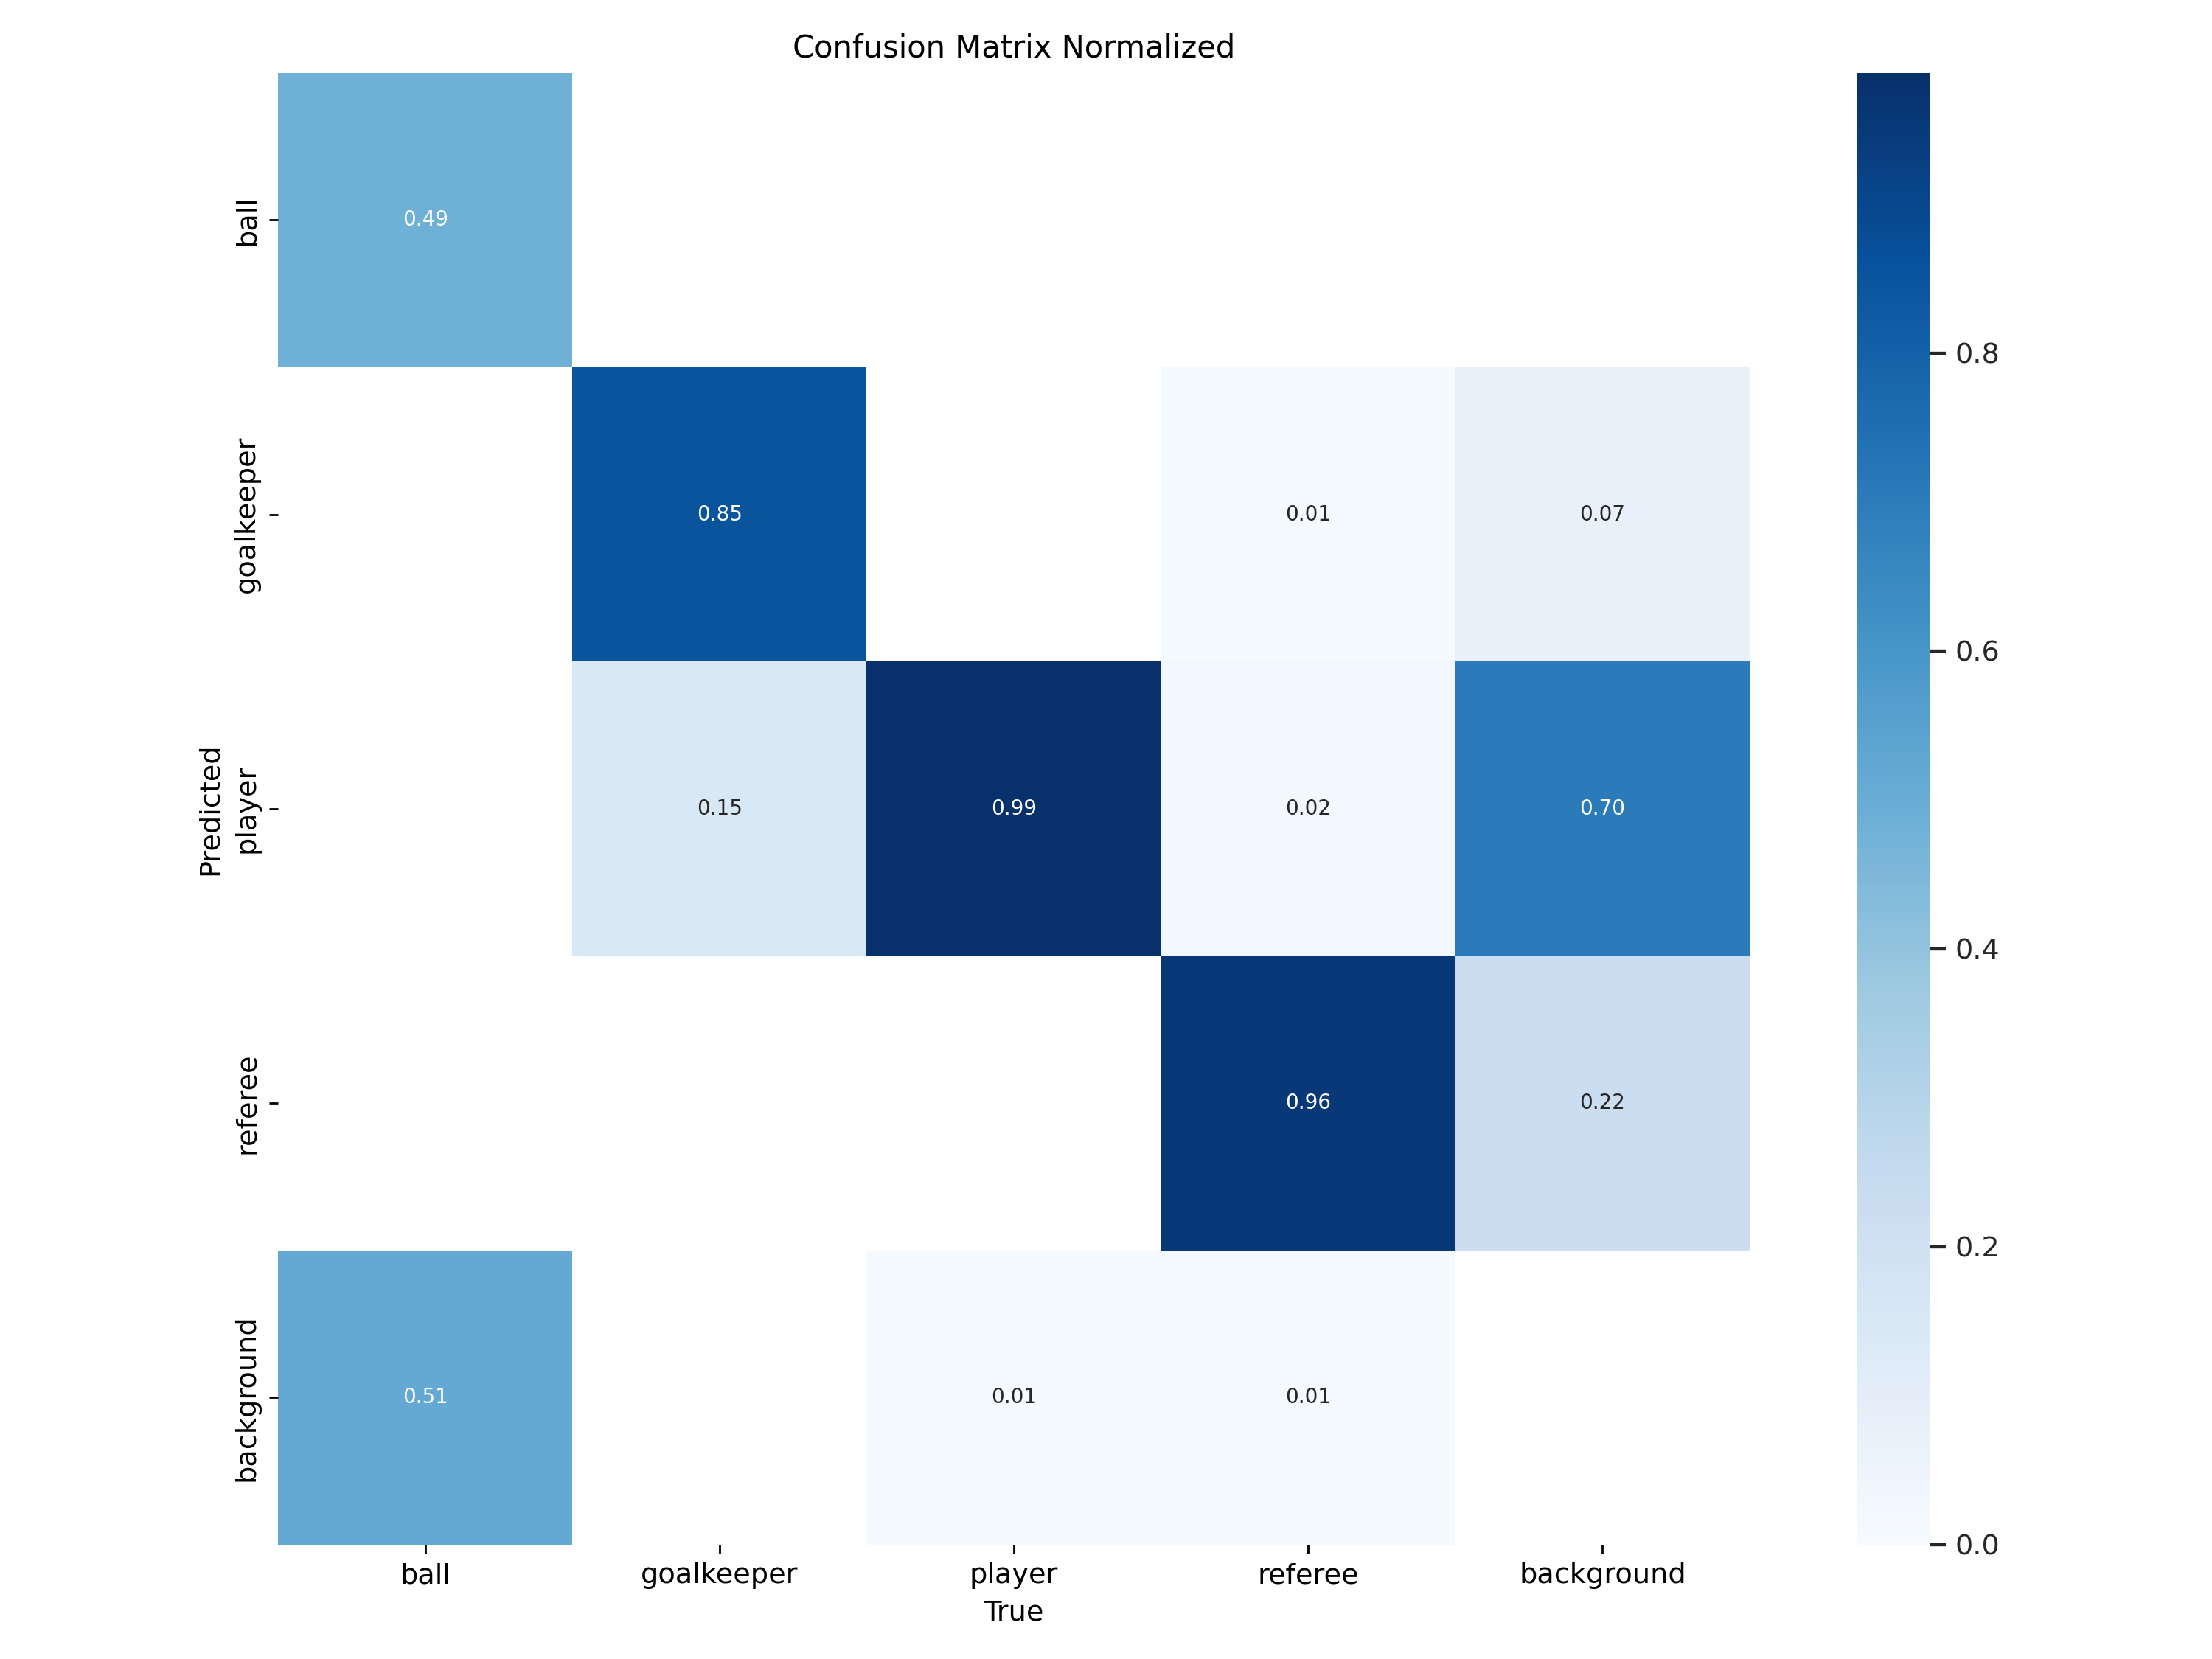 Confusion Matrix Normalized
ball
0.49
goalkeeper
0.85
0.01
0.07
Predicted
player
0.15
0.99
0.02
0.70
referee
0.96
0.22
background
0.51
0.01
0.01
ball
goalkeeper
player
referee
background
True
0.8
0.6
0.4
0.2
0.0